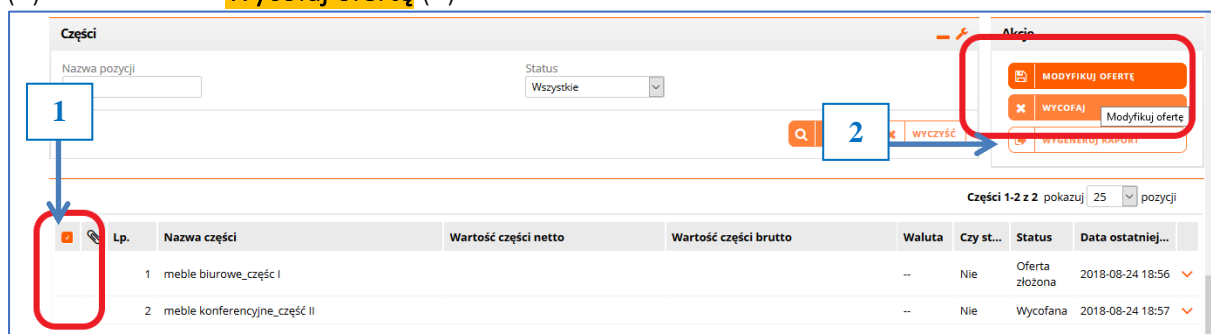 Wycofaj ofertę
Części
Akcje
Nazwa pozycji
Status
Wszystkie
MODYFIKUJ OFERTĘ
1
WYCOFAJ
Modyfikuj ofertę
2
WYCZYŚĆ
WYGENERUJ RAPORT
Części 1-2 z 2 pokazuj 25 pozycji
Lp. Nazwa części Wartość części netto Wartość części brutto Waluta Czy st... Status Data ostatniej...
1 meble biurowe_częśc I -- Nie Oferta złożona 2018-08-24 18:56
2 meble konferencyjne_część II -- Nie Wycofana 2018-08-24 18:57